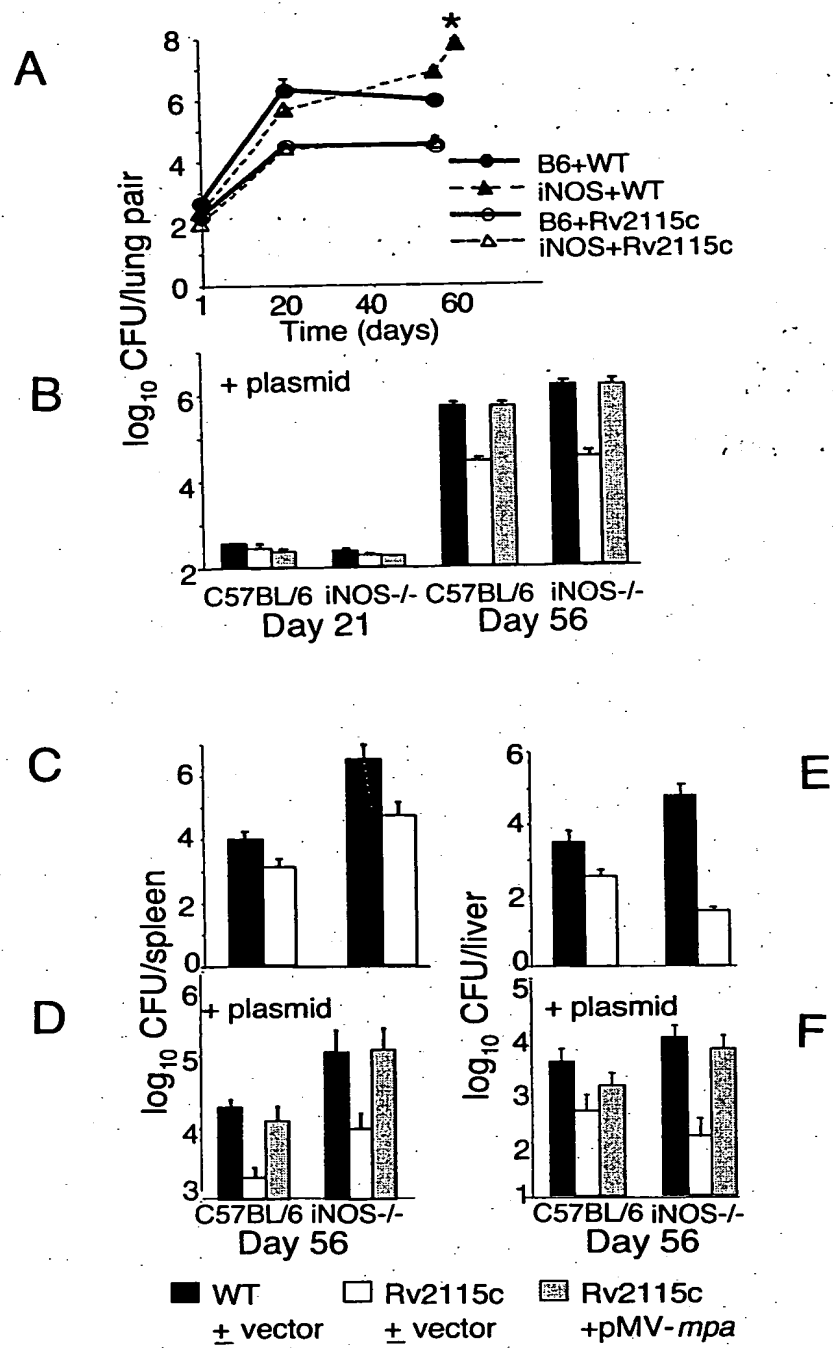 A
*
8
6
4
2
0
1
20
40
60
Time (days)
B6+WT
iNOS+WT
B6+Rv2115c
iNOS+Rv2115c
log10 CFU/lung pair
B
+ plasmid
6
4
2
C57BL/6 iNOS-/- C57BL/6 iNOS-/-
Day 21 Day 56
C
6
4
2
0
log10 CFU/spleen
E
6
4
2
0
log10 CFU/liver
D
+ plasmid
6
5
4
3
C57BL/6 iNOS-/-
Day 56
F
+ plasmid
5
4
3
2
1
C57BL/6 iNOS-/-
Day 56
WT
± vector
Rv2115c
± vector
Rv2115c
+pMV-mpa